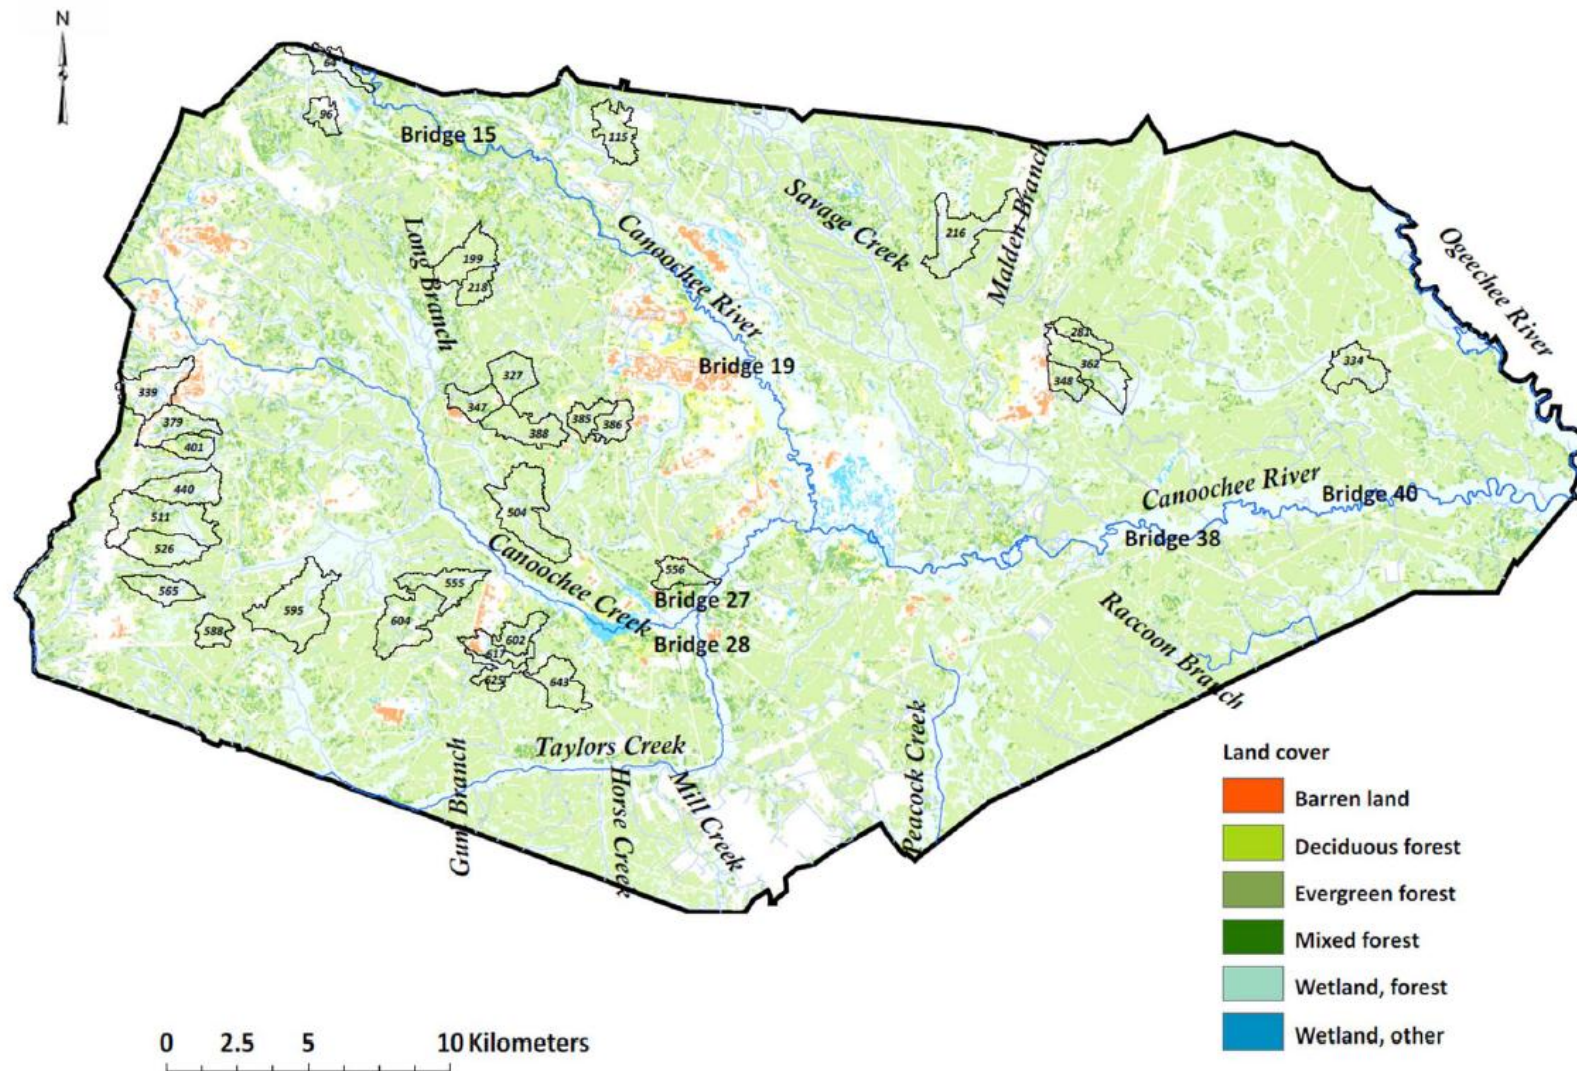 N
64
96
Bridge 15
115
Savage Creek
Malden Branch
216
Long Branch
199
218
Canoochee River
Ogeechee River
281
362
348
334
Bridge 19
327
347
388
385
386
339
379
401
440
511
526
565
504
Canoochee River
Bridge 40
Bridge 38
Canoochee Creek
556
Bridge 27
Bridge 28
555
595
604
588
602
617
625
643
Raccoon Branch
Peacock Creek
Taylors Creek
Gum Branch
Horse Creek
Mill Creek
Land cover
Barren land
Deciduous forest
Evergreen forest
Mixed forest
Wetland, forest
Wetland, other
0 2.5 5 10 Kilometers